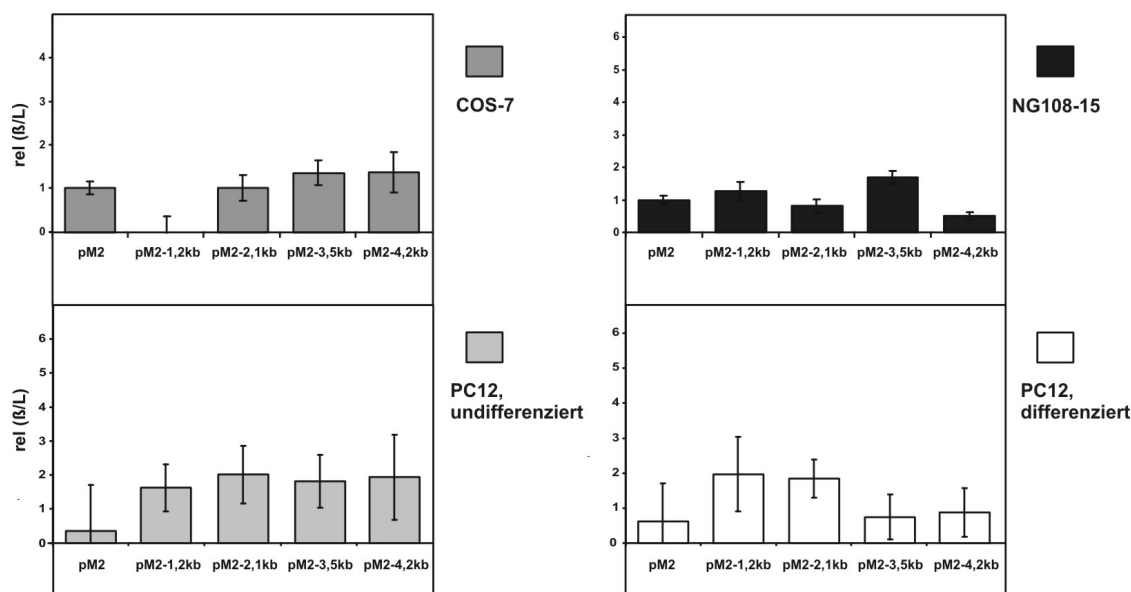 rel (ß/L)
4
3
2
1
0
pM2 pM2-1,2kb pM2-2,1kb pM2-3,5kb pM2-4,2kb
COS-7
6
5
4
3
2
1
0
pM2 pM2-1,2kb pM2-2,1kb pM2-3,5kb pM2-4,2kb
NG108-15
rel (ß/L)
6
5
4
3
2
1
0
pM2 pM2-1,2kb pM2-2,1kb pM2-3,5kb pM2-4,2kb
PC12,
undifferenziert
6
5
4
3
2
1
0
pM2 pM2-1,2kb pM2-2,1kb pM2-3,5kb pM2-4,2kb
PC12,
differenziert